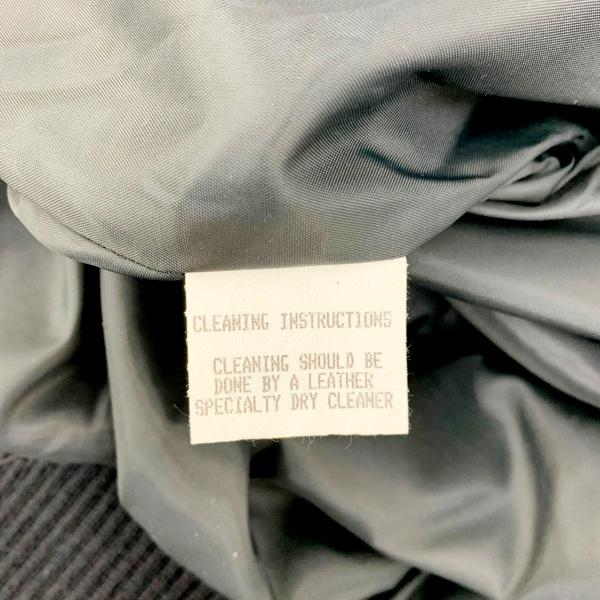 CLEANING INSTRUCTIONS
CLEANING SHOULD BE
DONE BY A LEATHER
SPECIALTY DRY CLEANER